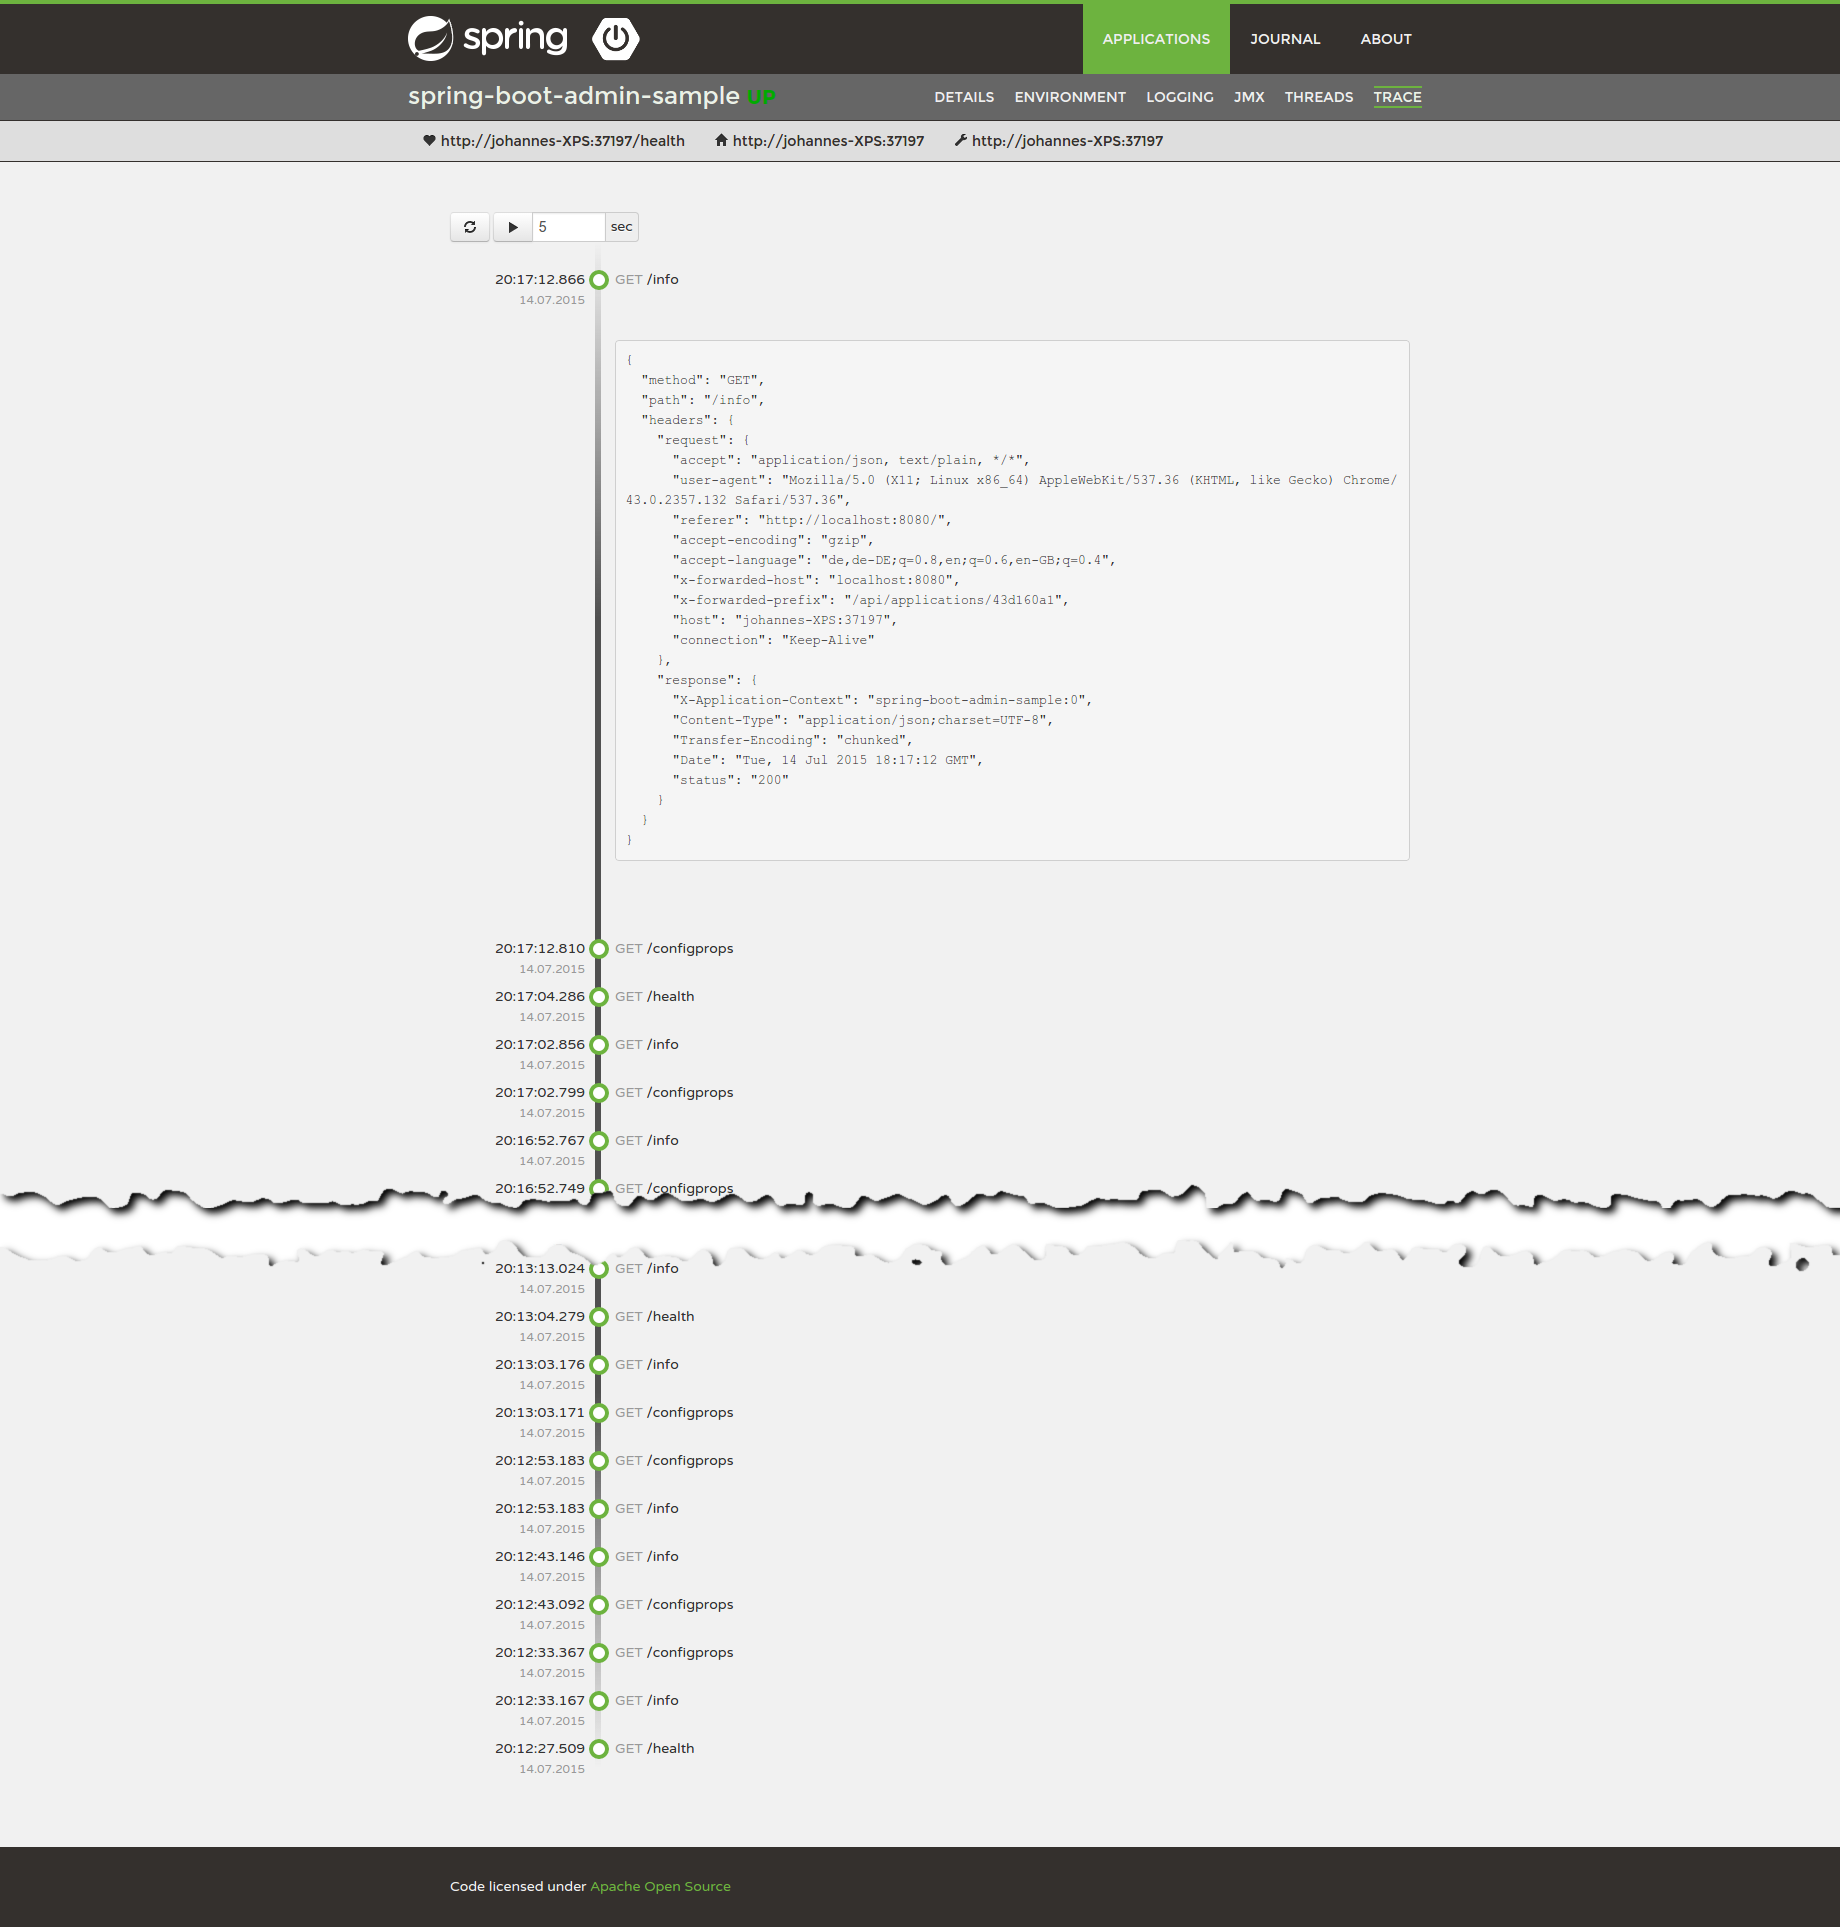 spring
APPLICATIONS JOURNAL ABOUT
spring-boot-admin-sample UP
DETAILS ENVIRONMENT LOGGING JMX THREADS TRACE
http://johannes-XPS:37197/health http://johannes-XPS:37197 http://johannes-XPS:37197
5 sec
20:17:12.866 GET /info
14.07.2015
{
"method": "GET",
"path": "/info",
"headers": {
"request": {
"accept": "application/json, text/plain, */*",
"user-agent": "Mozilla/5.0 (X11; Linux x86_64) AppleWebKit/537.36 (KHTML, like Gecko) Chrome/
43.0.2357.132 Safari/537.36",
"referer": "http://localhost:8080/",
"accept-encoding": "gzip",
"accept-language": "de,de-DE;q=0.8,en;q=0.6,en-GB;q=0.4",
"x-forwarded-host": "localhost:8080",
"x-forwarded-prefix": "/api/applications/43d160a1",
"host": "johannes-XPS:37197",
"connection": "Keep-Alive"
},
"response": {
"X-Application-Context": "spring-boot-admin-sample:0",
"Content-Type": "application/json;charset=UTF-8",
"Transfer-Encoding": "chunked",
"Date": "Tue, 14 Jul 2015 18:17:12 GMT",
"status": "200"
}
}
}
20:17:12.810 GET /configprops
14.07.2015
20:17:04.286 GET /health
14.07.2015
20:17:02.856 GET /info
14.07.2015
20:17:02.799 GET /configprops
14.07.2015
20:16:52.767 GET /info
14.07.2015
20:16:52.749 GET /configprops
20:13:13.024 GET /info
14.07.2015
20:13:04.279 GET /health
14.07.2015
20:13:03.176 GET /info
14.07.2015
20:13:03.171 GET /configprops
14.07.2015
20:12:53.183 GET /configprops
14.07.2015
20:12:53.183 GET /info
14.07.2015
20:12:43.146 GET /info
14.07.2015
20:12:43.092 GET /configprops
14.07.2015
20:12:33.367 GET /configprops
14.07.2015
20:12:33.167 GET /info
14.07.2015
20:12:27.509 GET /health
14.07.2015
Code licensed under Apache Open Source